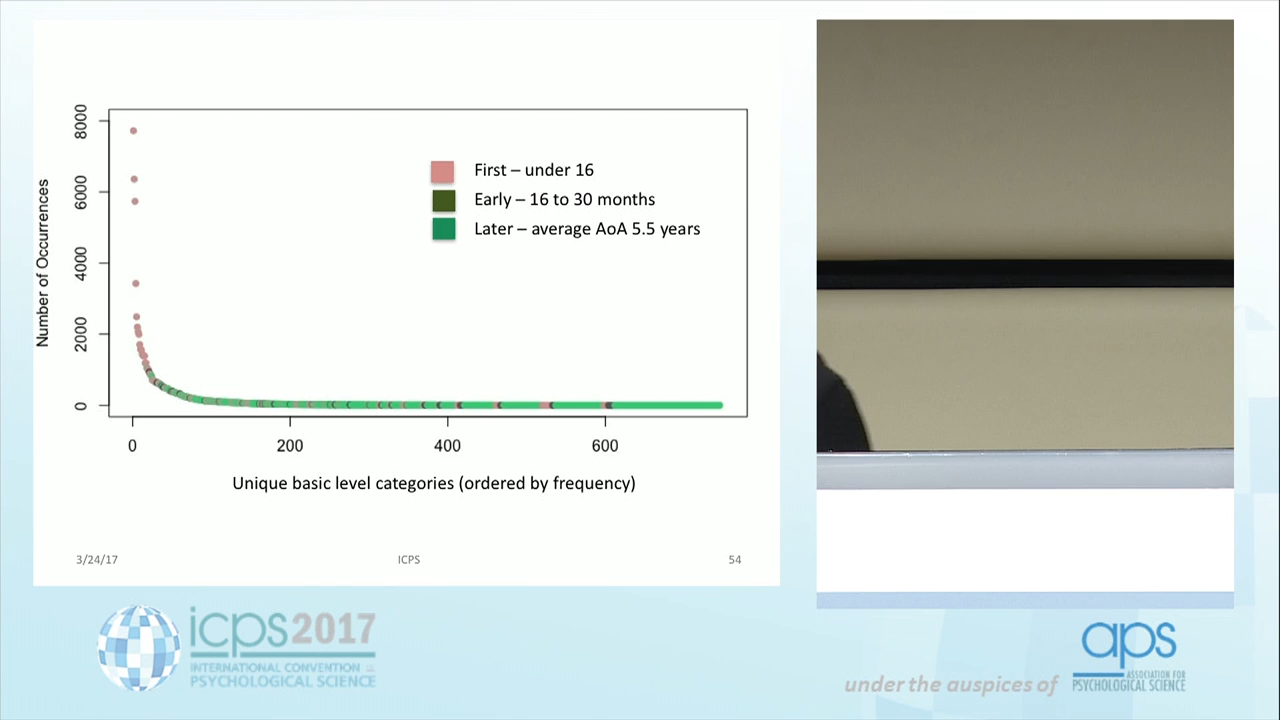 8000
6000
4000
2000
0
Number of Occurrences
First – under 16
Early – 16 to 30 months
Later – average AoA 5.5 years
0 200 400 600
Unique basic level categories (ordered by frequency)
3/24/17 ICPS 54
icps2017
INTERNATIONAL CONVENTION
PSYCHOLOGICAL SCIENCE
under the auspices of
aps
ASSOCIATION FOR
PSYCHOLOGICAL SCIENCE